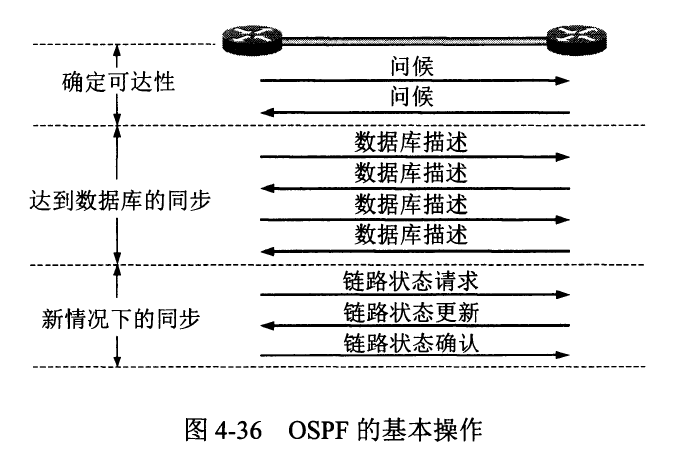 问候
确定可达性
问候
数据库描述
数据库描述
达到数据库的同步
数据库描述
数据库描述
链路状态请求
新情况下的同步
链路状态更新
链路状态确认
图 4-36 OSPF 的基本操作